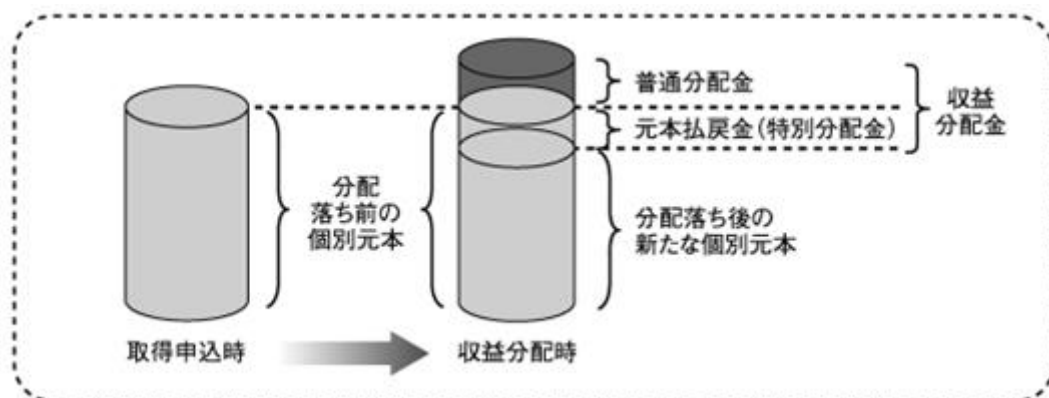 普通分配金
収益
分配金
元本払戻金(特別分配金)
分配
落ち前の
個別元本
分配落ち後の
新たな個別元本
取得申込時
収益分配時